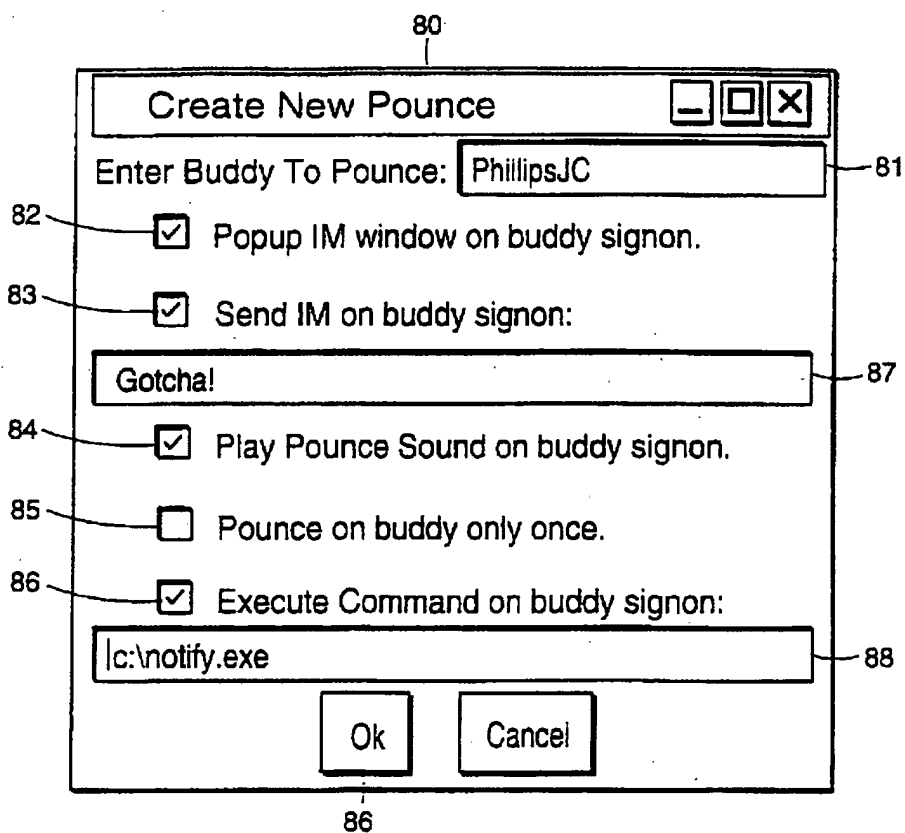 80
Create New Pounce
Enter Buddy To Pounce: PhillipsJC 81
82 Popup IM window on buddy signon.
83 Send IM on buddy signon:
Gotcha! 87
84 Play Pounce Sound on buddy signon.
85 Pounce on buddy only once.
86 Execute Command on buddy signon:
c:\notify.exe 88
Ok Cancel
86